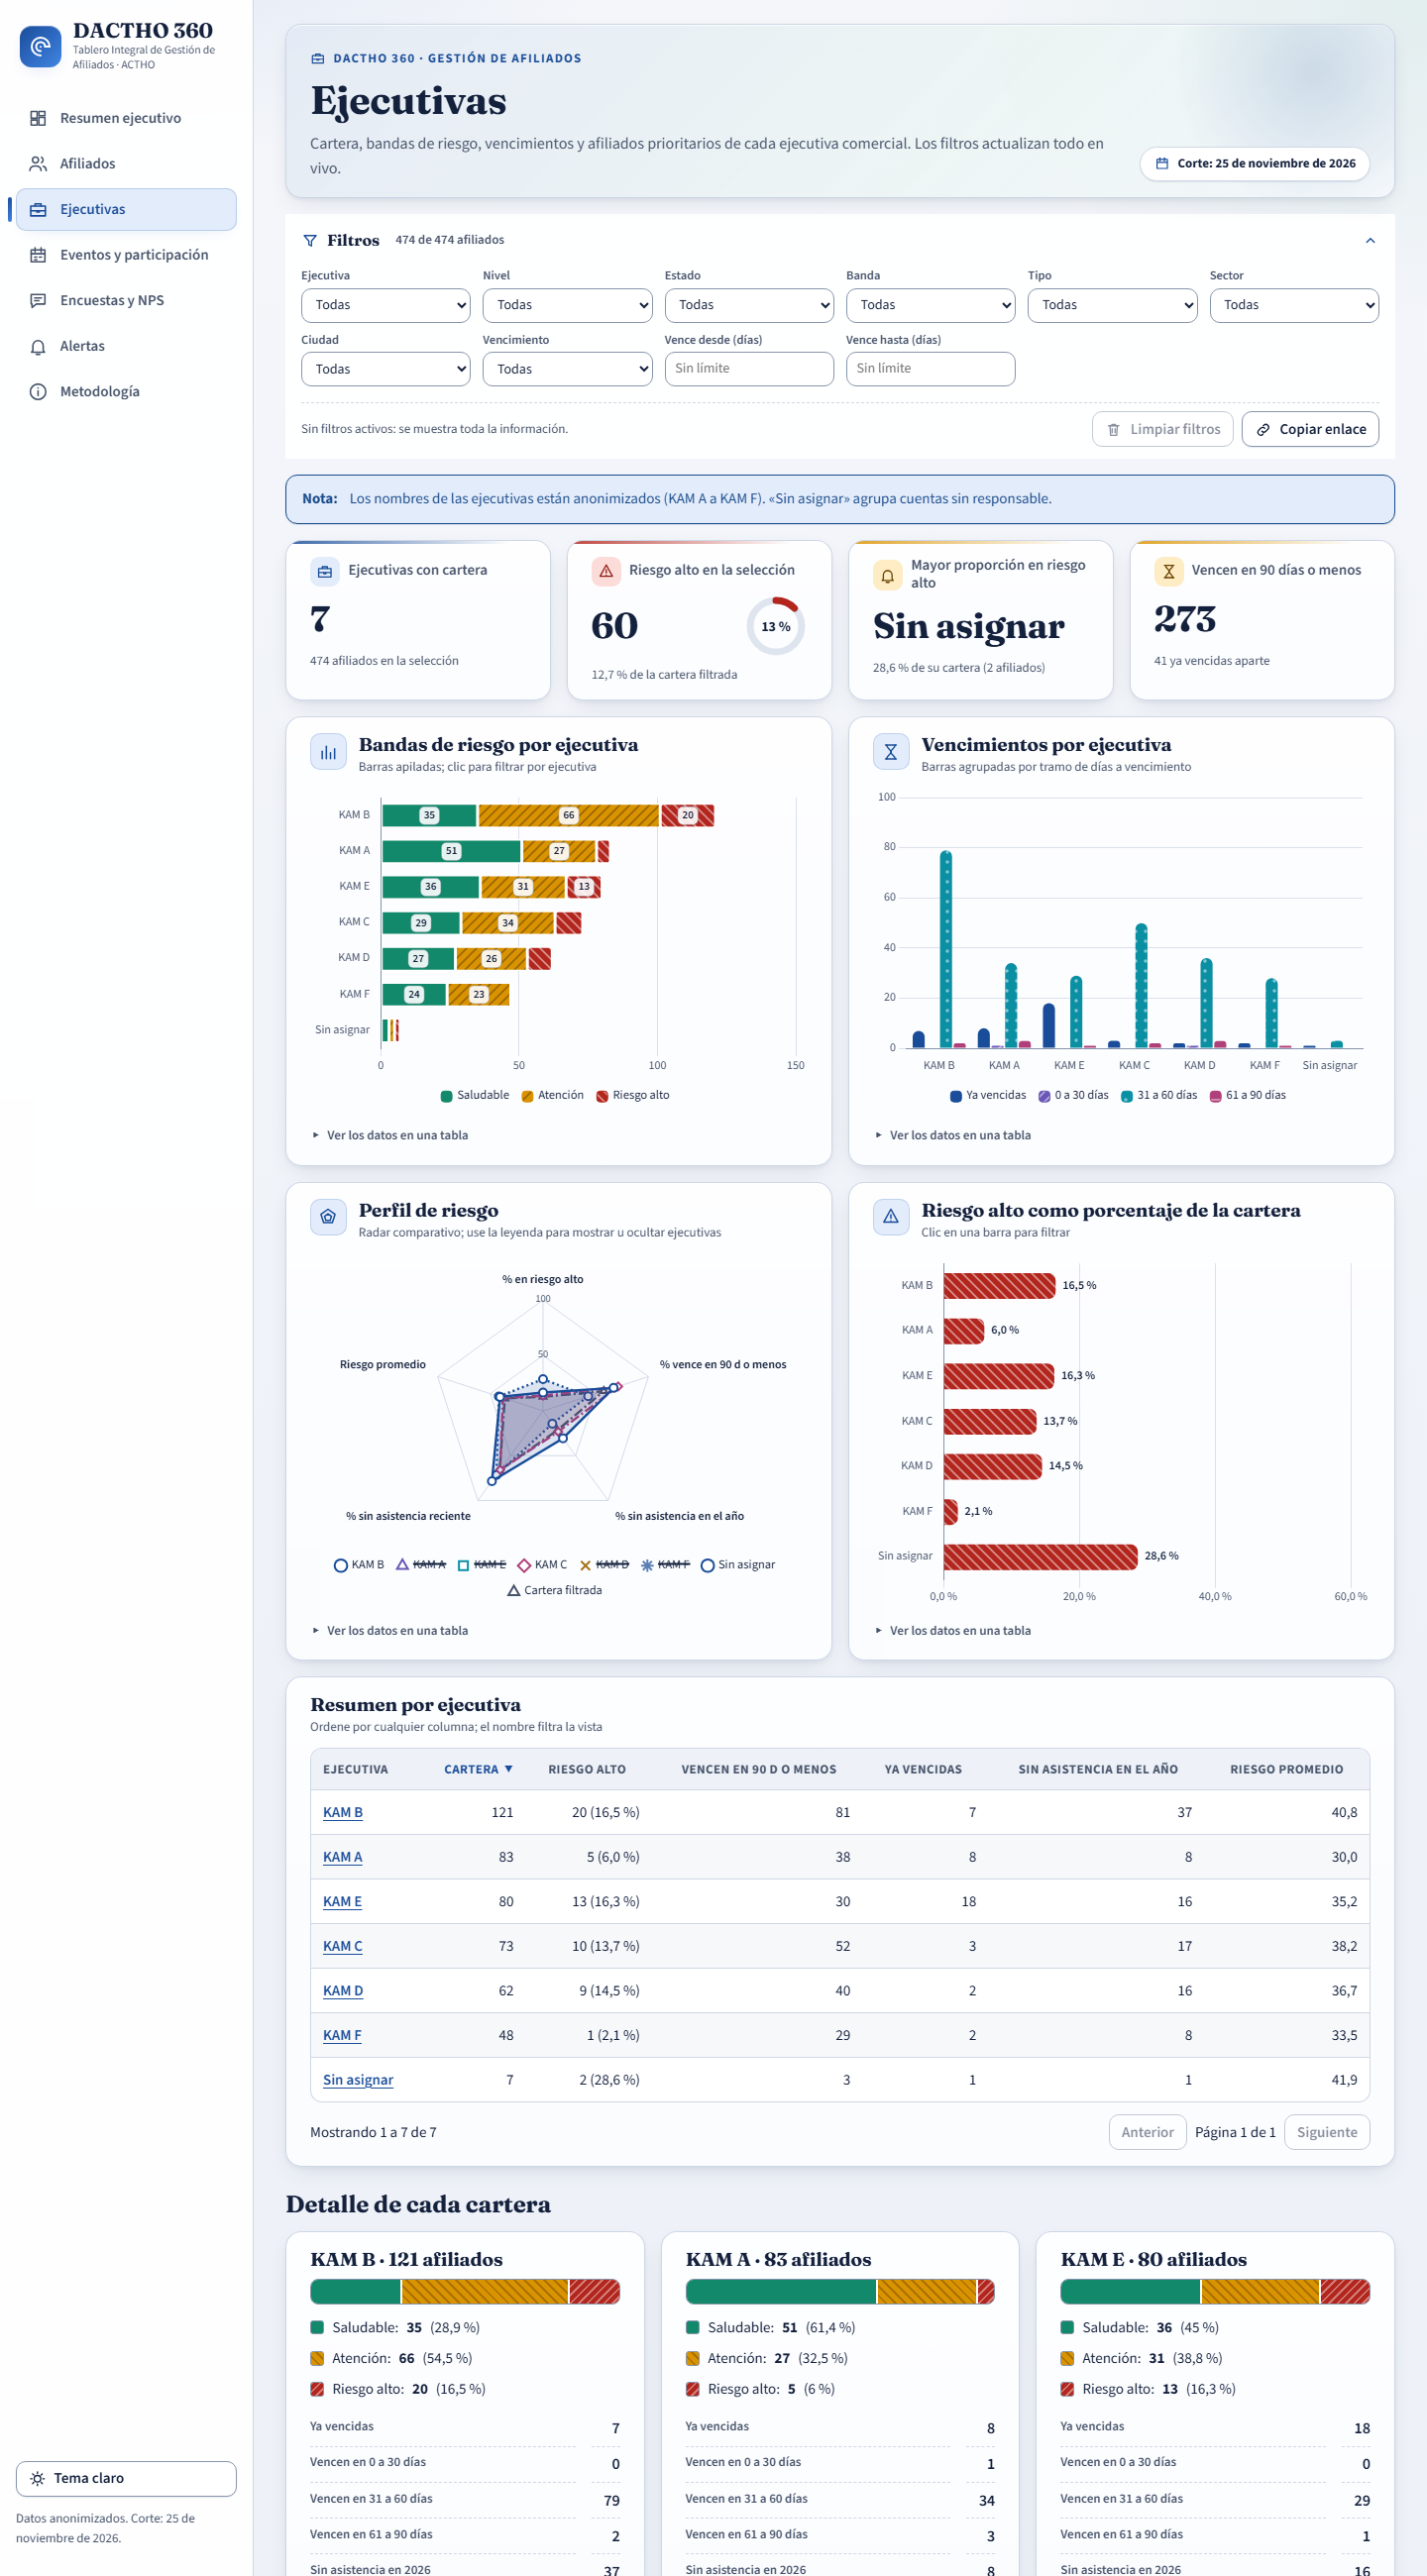 DACTHO 360
Tablero Integral de Gestión de
Afiliados · ACTHO
Resumen ejecutivo
Afiliados
Ejecutivas
Eventos y participación
Encuestas y NPS
Alertas
Metodología
Tema claro
Datos anonimizados. Corte: 25 de
noviembre de 2026.
DACTHO 360 · GESTIÓN DE AFILIADOS
Ejecutivas
Cartera, bandas de riesgo, vencimientos y afiliados prioritarios de cada ejecutiva comercial. Los filtros actualizan todo en
vivo.
Corte: 25 de noviembre de 2026
Filtros 474 de 474 afiliados
Ejecutiva Nivel Estado Banda Tipo Sector
Todas Todas Todas Todas Todas Todas
Ciudad Vencimiento Vence desde (días) Vence hasta (días)
Todas Todas Sin límite Sin límite
Sin filtros activos: se muestra toda la información.
Limpiar filtros Copiar enlace
Nota: Los nombres de las ejecutivas están anonimizados (KAM A a KAM F). «Sin asignar» agrupa cuentas sin responsable.
Ejecutivas con cartera
7
474 afiliados en la selección
Riesgo alto en la selección
60
13 %
12,7 % de la cartera filtrada
Mayor proporción en riesgo
alto
Sin asignar
28,6 % de su cartera (2 afiliados)
Vencen en 90 días o menos
273
41 ya vencidas aparte
Bandas de riesgo por ejecutiva
Barras apiladas; clic para filtrar por ejecutiva
KAM B 35 66 20
KAM A 51 27
KAM E 36 31 13
KAM C 29 34
KAM D 27 26
KAM F 24 23
Sin asignar
0 50 100 150
Saludable Atención Riesgo alto
Ver los datos en una tabla
Vencimientos por ejecutiva
Barras agrupadas por tramo de días a vencimiento
100
80
60
40
20
0
KAM B KAM A KAM E KAM C KAM D KAM F Sin asignar
Ya vencidas 0 a 30 días 31 a 60 días 61 a 90 días
Ver los datos en una tabla
Perfil de riesgo
Radar comparativo; use la leyenda para mostrar u ocultar ejecutivas
% en riesgo alto
100
50
Riesgo promedio % vence en 90 d o menos
% sin asistencia reciente % sin asistencia en el año
KAM B KAM A KAM E KAM C KAM D KAM F Sin asignar
Cartera filtrada
Ver los datos en una tabla
Riesgo alto como porcentaje de la cartera
Clic en una barra para filtrar
KAM B 16,5 %
KAM A 6,0 %
KAM E 16,3 %
KAM C 13,7 %
KAM D 14,5 %
KAM F 2,1 %
Sin asignar 28,6 %
0,0 % 20,0 % 40,0 % 60,0 %
Ver los datos en una tabla
Resumen por ejecutiva
Ordene por cualquier columna; el nombre filtra la vista
EJECUTIVA CARTERA ▼ RIESGO ALTO VENCEN EN 90 D O MENOS YA VENCIDAS SIN ASISTENCIA EN EL AÑO RIESGO PROMEDIO
KAM B 121 20 (16,5 %) 81 7 37 40,8
KAM A 83 5 (6,0 %) 38 8 8 30,0
KAM E 80 13 (16,3 %) 30 18 16 35,2
KAM C 73 10 (13,7 %) 52 3 17 38,2
KAM D 62 9 (14,5 %) 40 2 16 36,7
KAM F 48 1 (2,1 %) 29 2 8 33,5
Sin asignar 7 2 (28,6 %) 3 1 1 41,9
Mostrando 1 a 7 de 7
Anterior Página 1 de 1 Siguiente
Detalle de cada cartera
KAM B · 121 afiliados
Saludable: 35 (28,9 %)
Atención: 66 (54,5 %)
Riesgo alto: 20 (16,5 %)
Ya vencidas 7
Vencen en 0 a 30 días 0
Vencen en 31 a 60 días 79
Vencen en 61 a 90 días 2
Sin asistencia en 2026 37
KAM A · 83 afiliados
Saludable: 51 (61,4 %)
Atención: 27 (32,5 %)
Riesgo alto: 5 (6 %)
Ya vencidas 8
Vencen en 0 a 30 días 1
Vencen en 31 a 60 días 34
Vencen en 61 a 90 días 3
Sin asistencia en 2026 8
KAM E · 80 afiliados
Saludable: 36 (45 %)
Atención: 31 (38,8 %)
Riesgo alto: 13 (16,3 %)
Ya vencidas 18
Vencen en 0 a 30 días 0
Vencen en 31 a 60 días 29
Vencen en 61 a 90 días 1
Sin asistencia en 2026 16